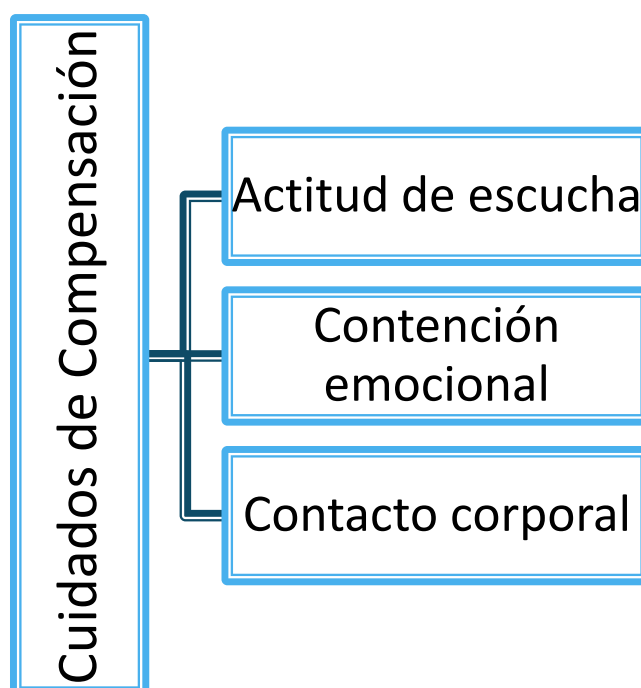 Cuidados de Compensación
Actitud de escucha
Contención
emocional
Contacto corporal